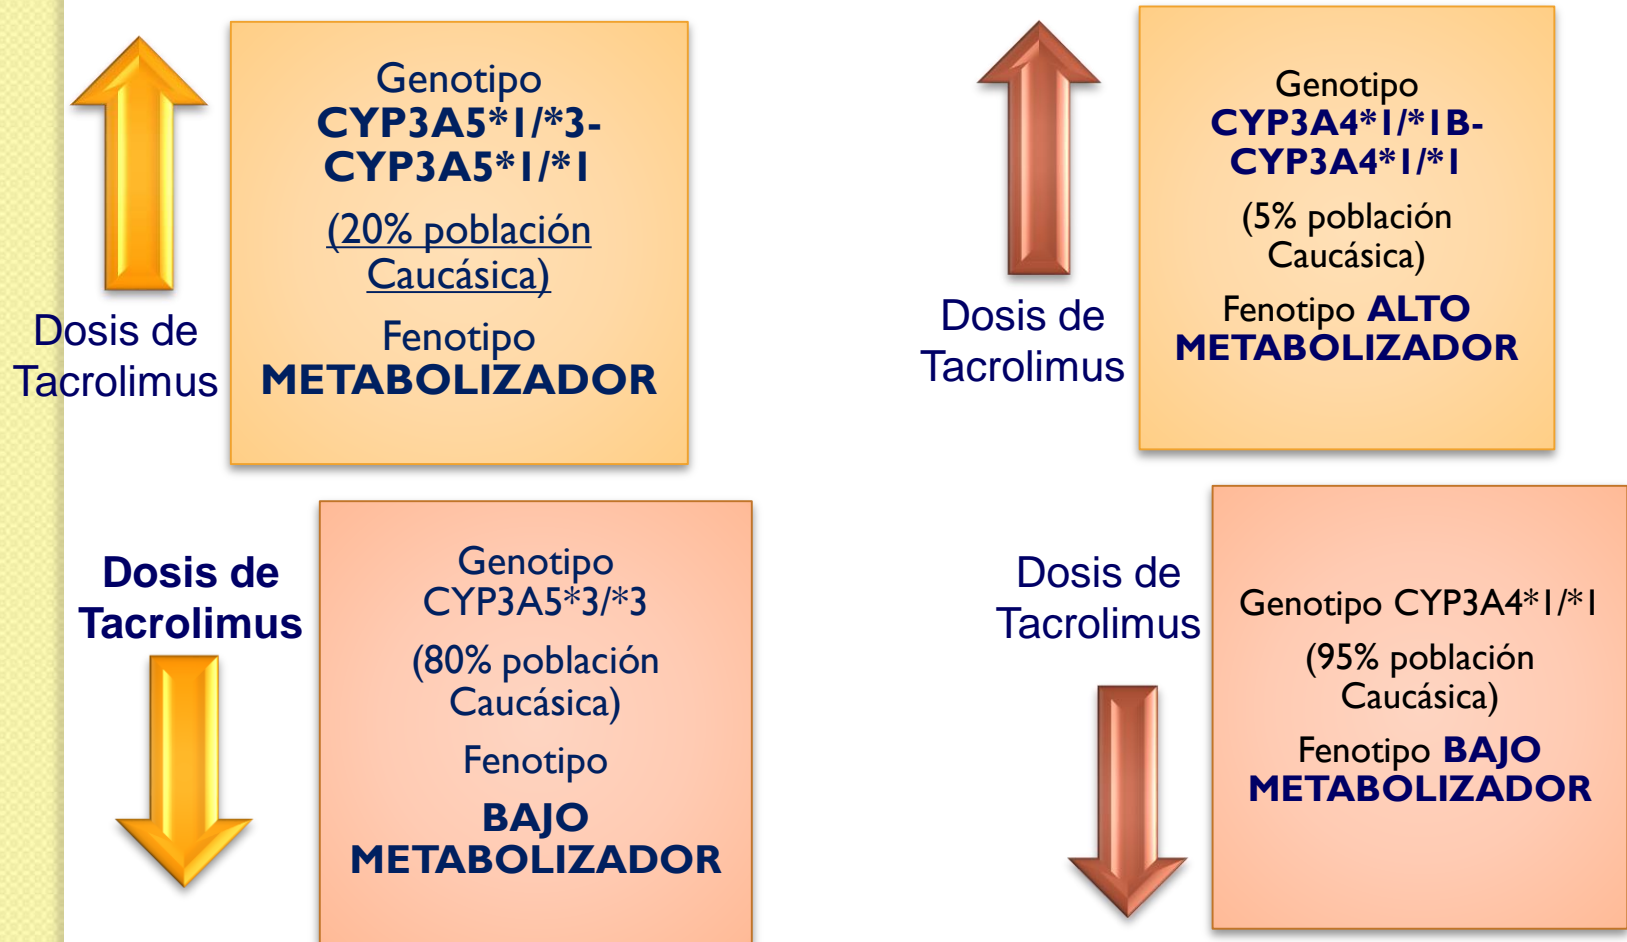 Genotipo
CYP3A5*1/*3-
CYP3A5*1/*1
(20% población
Caucásica)
Fenotipo
METABOLIZADOR
Dosis de
Tacrolimus
Genotipo
CYP3A4*1/*1B-
CYP3A4*1/*1
(5% población
Caucásica)
Fenotipo ALTO
METABOLIZADOR
Dosis de
Tacrolimus
Dosis de
Tacrolimus
Genotipo
CYP3A5*3/*3
(80% población
Caucásica)
Fenotipo
BAJO
METABOLIZADOR
Dosis de
Tacrolimus
Genotipo CYP3A4*1/*1
(95% población
Caucásica)
Fenotipo BAJO
METABOLIZADOR